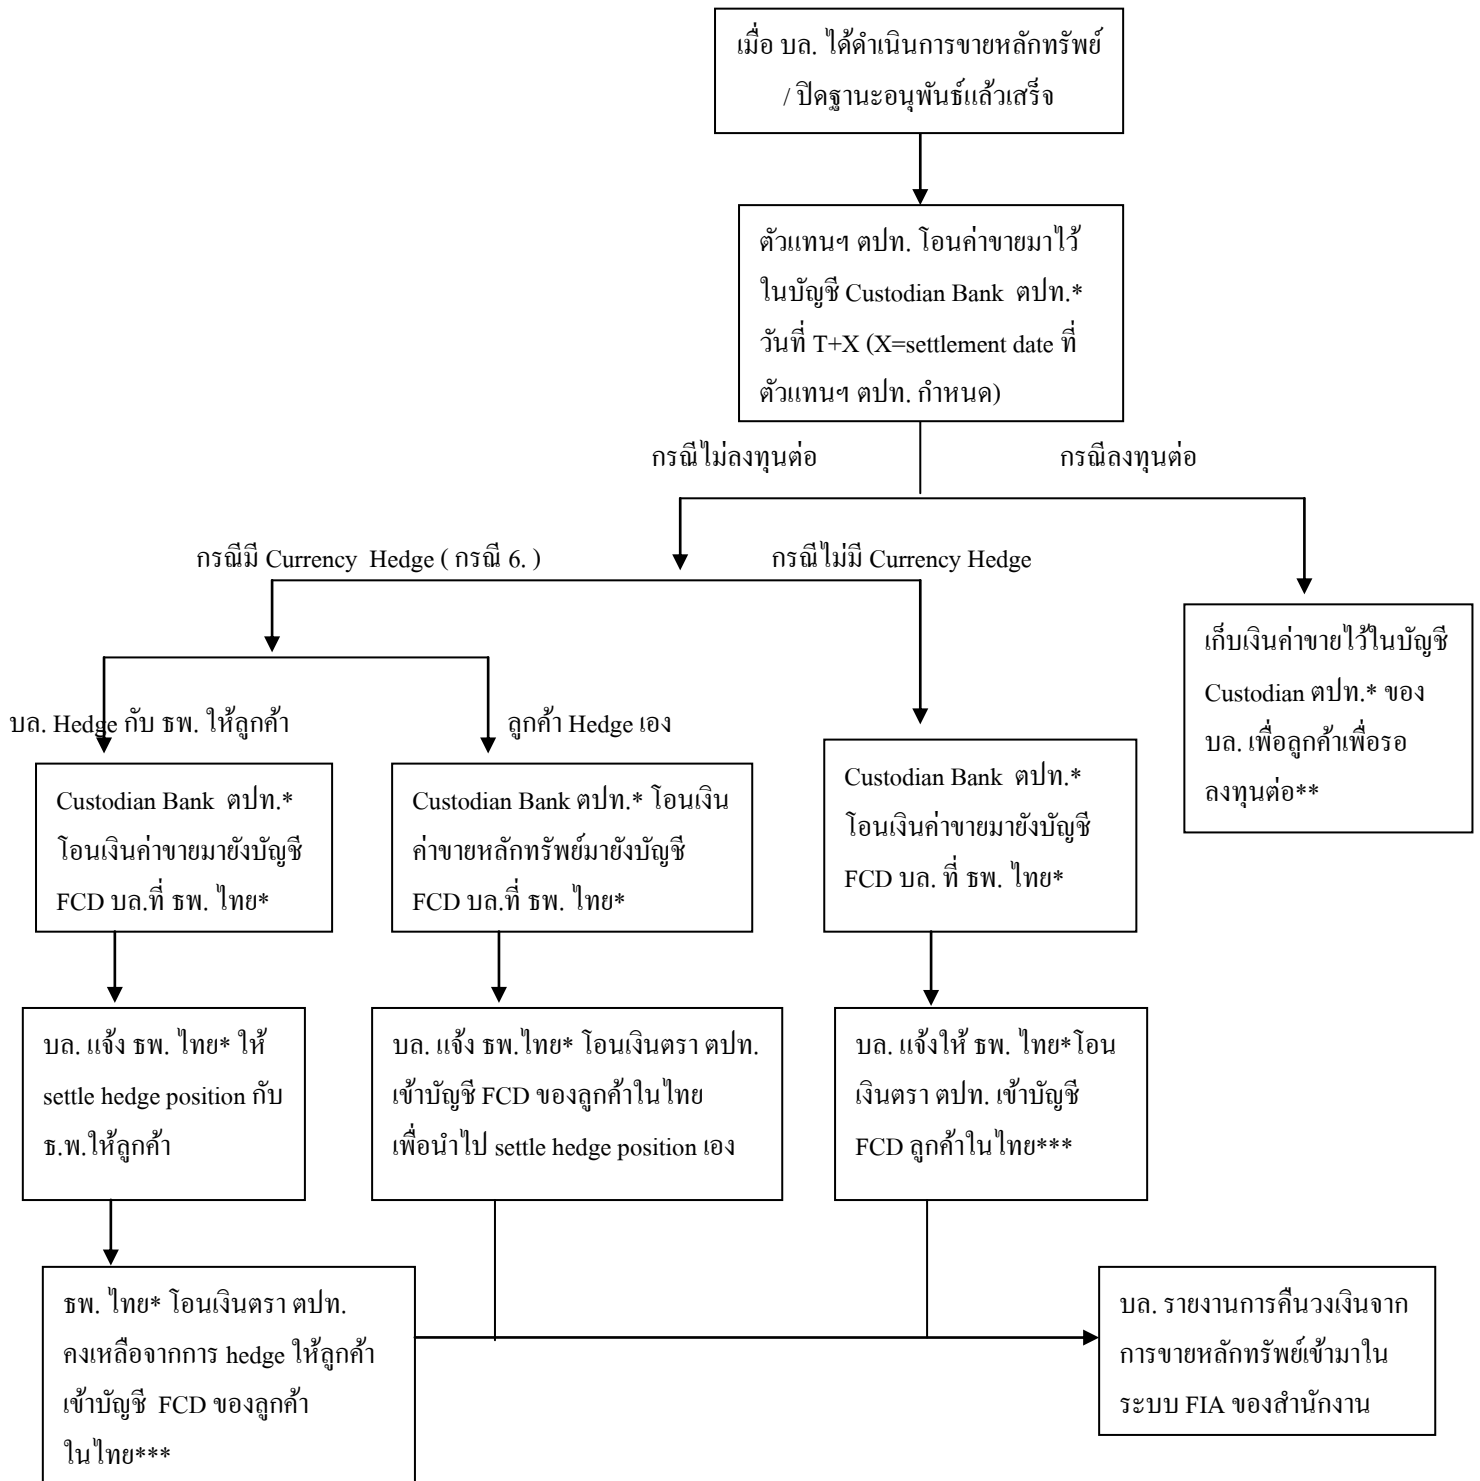 เมื่อ บล. ได้ดำเนินการขายหลักทรัพย์
/ ปิดฐานะอนุพันธ์แล้วเสร็จ
ตัวแทนฯ ตปท. โอนค่าขายมาไว้
ในบัญชี Custodian Bank ตปท.*
วันที่ T+X (X=settlement date ที่
ตัวแทนฯ ตปท. กำหนด)
กรณีไม่ลงทุนต่อ
กรณีลงทุนต่อ
กรณีมี Currency Hedge ( กรณี 6. )
กรณีไม่มี Currency Hedge
เก็บเงินค่าขายไว้ในบัญชี
Custodian ตปท.* ของ
บล. เพื่อลูกค้าเพื่อรอ
ลงทุนต่อ**
บล. Hedge กับ ธพ. ให้ลูกค้า
ลูกค้า Hedge เอง
Custodian Bank ตปท.*
โอนเงินค่าขายมายังบัญชี
FCD บล.ที่ ธพ. ไทย*
Custodian Bank ตปท.* โอนเงิน
ค่าขายหลักทรัพย์มายังบัญชี
FCD บล.ที่ ธพ. ไทย*
Custodian Bank ตปท.*
โอนเงินค่าขายมายังบัญชี
FCD บล. ที่ ธพ. ไทย*
บล. แจ้ง ธพ. ไทย* ให้
settle hedge position กับ
ธ.พ.ให้ลูกค้า
บล. แจ้ง ธพ.ไทย* โอนเงินตรา ตปท.
เข้าบัญชี FCD ของลูกค้าในไทย
เพื่อนำไป settle hedge position เอง
บล. แจ้งให้ ธพ. ไทย*โอน
เงินตรา ตปท. เข้าบัญชี
FCD ลูกค้าในไทย***
ธพ. ไทย* โอนเงินตรา ตปท.
คงเหลือจากการ hedge ให้ลูกค้า
เข้าบัญชี FCD ของลูกค้า
ในไทย***
บล. รายงานการคืนวงเงินจาก
การขายหลักทรัพย์เข้ามาใน
ระบบ FIA ของสำนักงาน